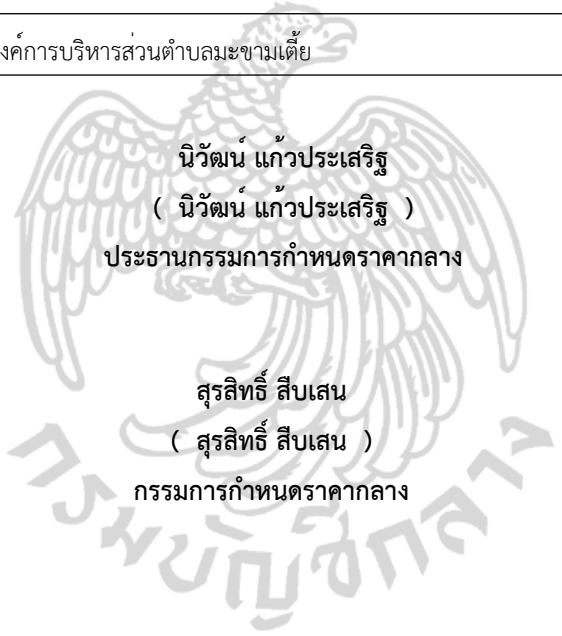 งค์การบริหารส่วนตำบลมะขามเตี้ย
นิวัฒน์ แก้วประเสริฐ
( นิวัฒน์ แก้วประเสริฐ )
ประธานกรรมการกำหนดราคากลาง
สุรสิทธิ์ สืบเสน
( สุรสิทธิ์ สืบเสน )
กรรมการกำหนดราคากลาง
กรมบัญชีกลาง